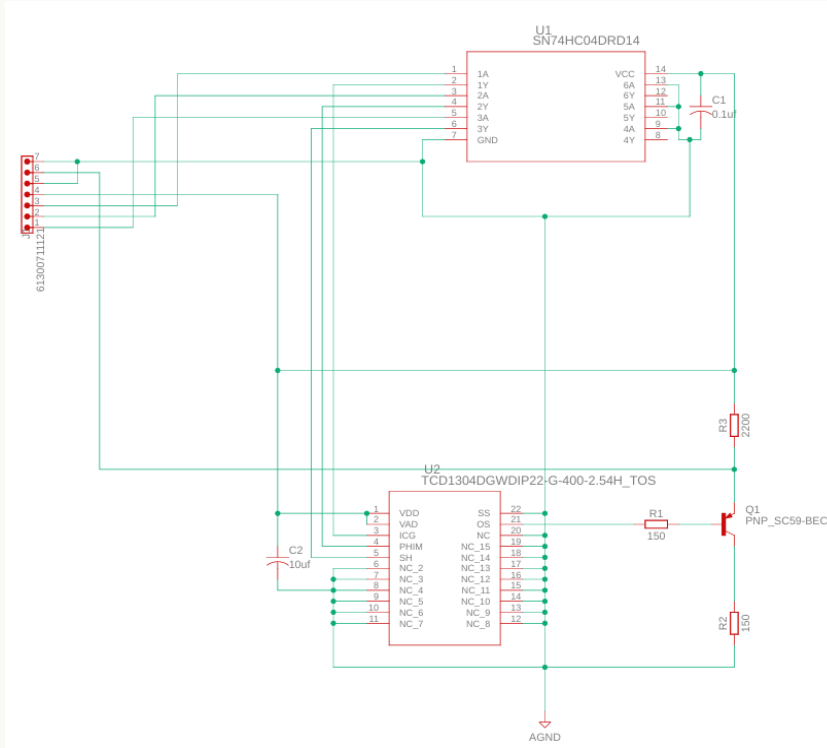 U1
SN74HC04DRD14
1 1A VCC 14
2 1Y 6A 13
3 2A 6Y 12
4 2Y 5A 11
5 3A 5Y 10
6 3Y 4A 9
7 GND 4Y 8
C1
0.1uf
7
6
5
4
3
2
1
61300711121
R3
2200
U2
TCD1304DGWDIP22-G-400-2.54H_TOS
1 VDD SS 22
2 VAD OS 21
3 ICG NC 20
4 PHIM NC_15 19
5 SH NC_14 18
6 NC_2 NC_13 17
7 NC_3 NC_12 16
8 NC_4 NC_11 15
9 NC_5 NC_10 14
10 NC_6 NC_9 13
11 NC_7 NC_8 12
C2
10uf
R1
150
Q1
PNP_SC59-BEC
R2
150
AGND